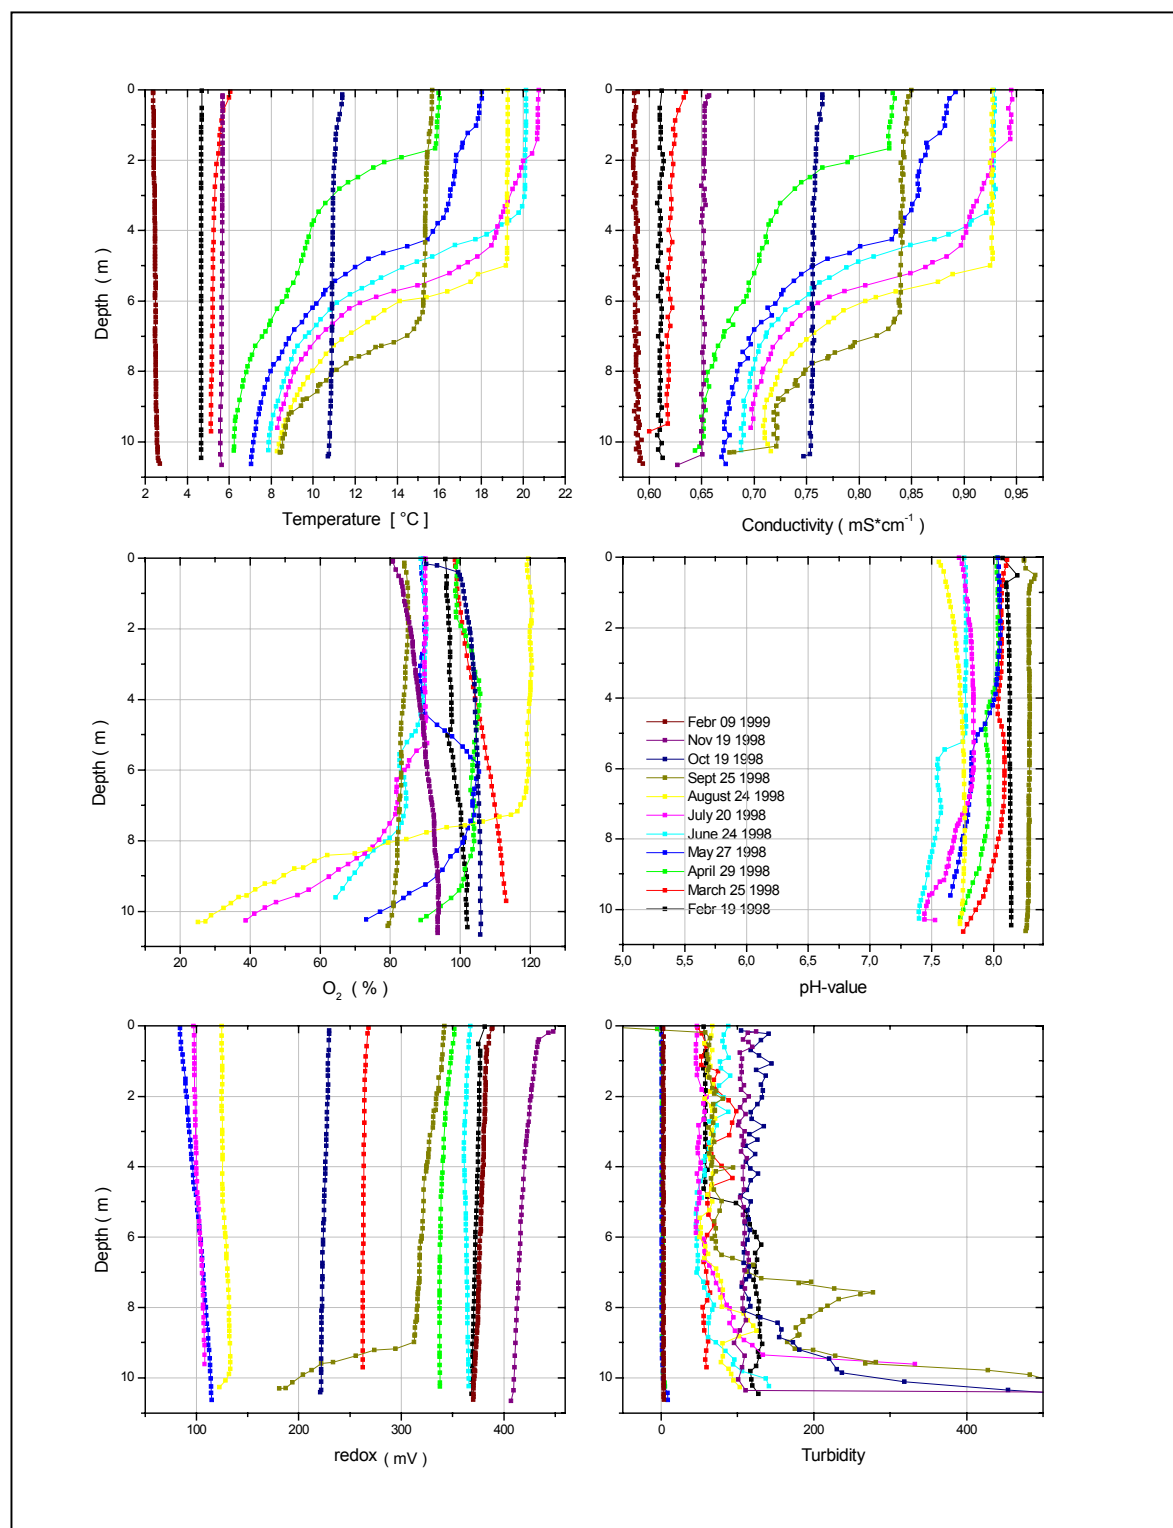 0
2
4
6
8
10
Depth ( m )
2 4 6 8 10 12 14 16 18 20 22
Temperature [ °C ]
0
2
4
6
8
10
0,60 0,65 0,70 0,75 0,80 0,85 0,90 0,95
Conductivity ( mS*cm-1 )
0
2
4
6
8
10
Depth ( m )
20 40 60 80 100 120
O2 ( % )
0
2
4
6
8
10
Febr 09 1999
Nov 19 1998
Oct 19 1998
Sept 25 1998
August 24 1998
July 20 1998
June 24 1998
May 27 1998
April 29 1998
March 25 1998
Febr 19 1998
5,0 5,5 6,0 6,5 7,0 7,5 8,0
pH-value
0
2
4
6
8
10
Depth ( m )
100 200 300 400
redox ( mV )
0
2
4
6
8
10
0 200 400
Turbidity